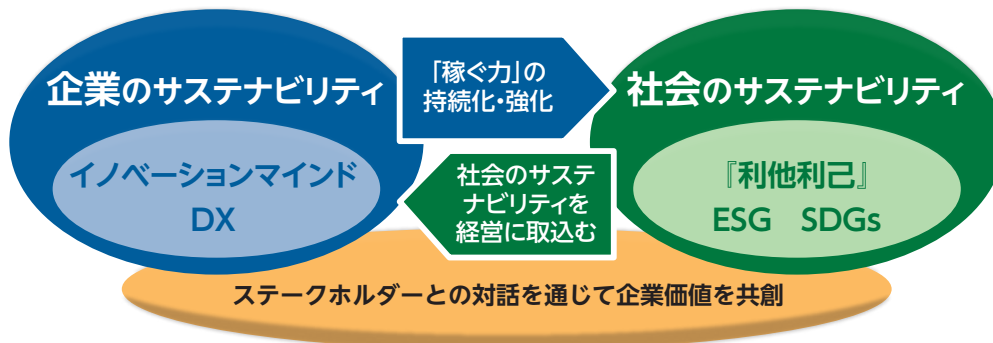 企業のサステナビリティ
イノベーションマインド
DX
「稼ぐ力」の
持続化・強化
社会のサステ
ナビリティを
経営に取込む
社会のサステナビリティ
『利他利己』
ESG SDGs
ステークホルダーとの対話を通じて企業価値を共創